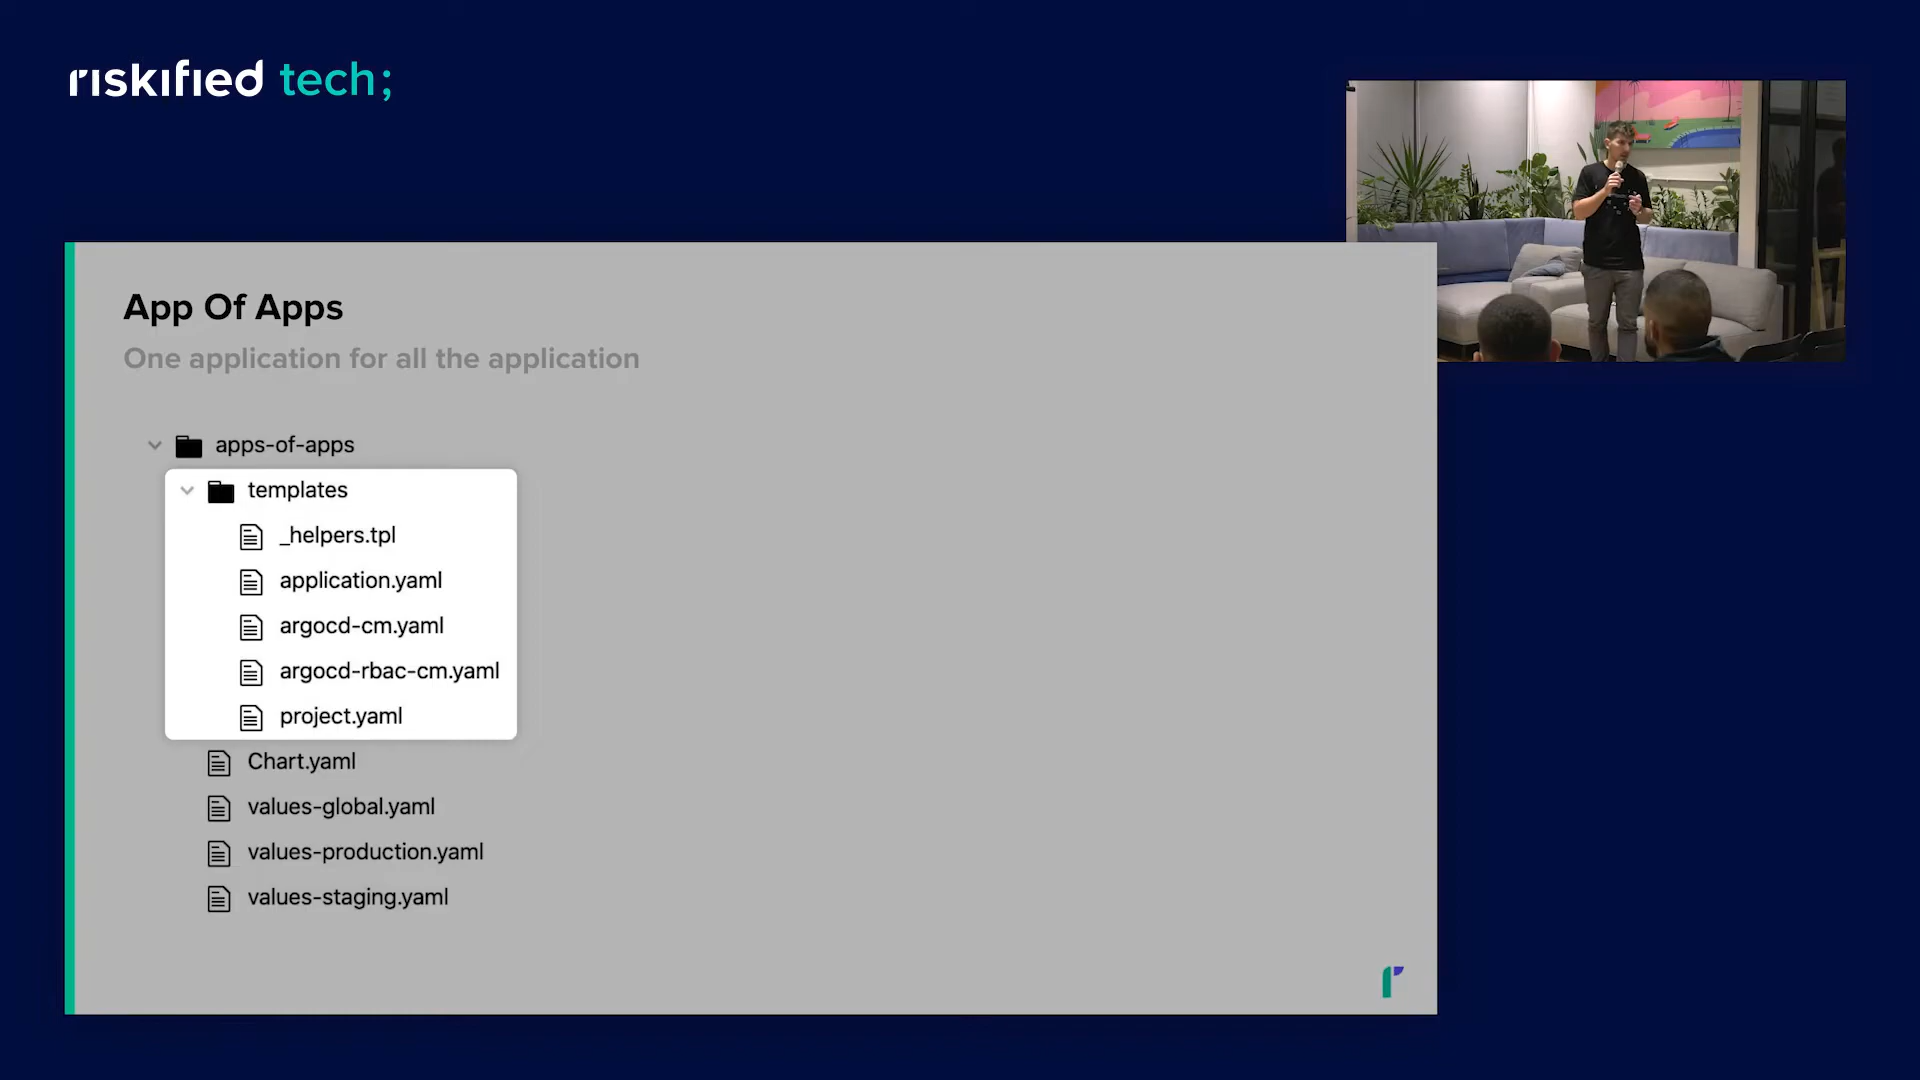 riskified tech;
App Of Apps
One application for all the application
apps-of-apps
templates
_helpers.tpl
application.yaml
argocd-cm.yaml
argocd-rbac-cm.yaml
project.yaml
Chart.yaml
values-global.yaml
values-production.yaml
values-staging.yaml